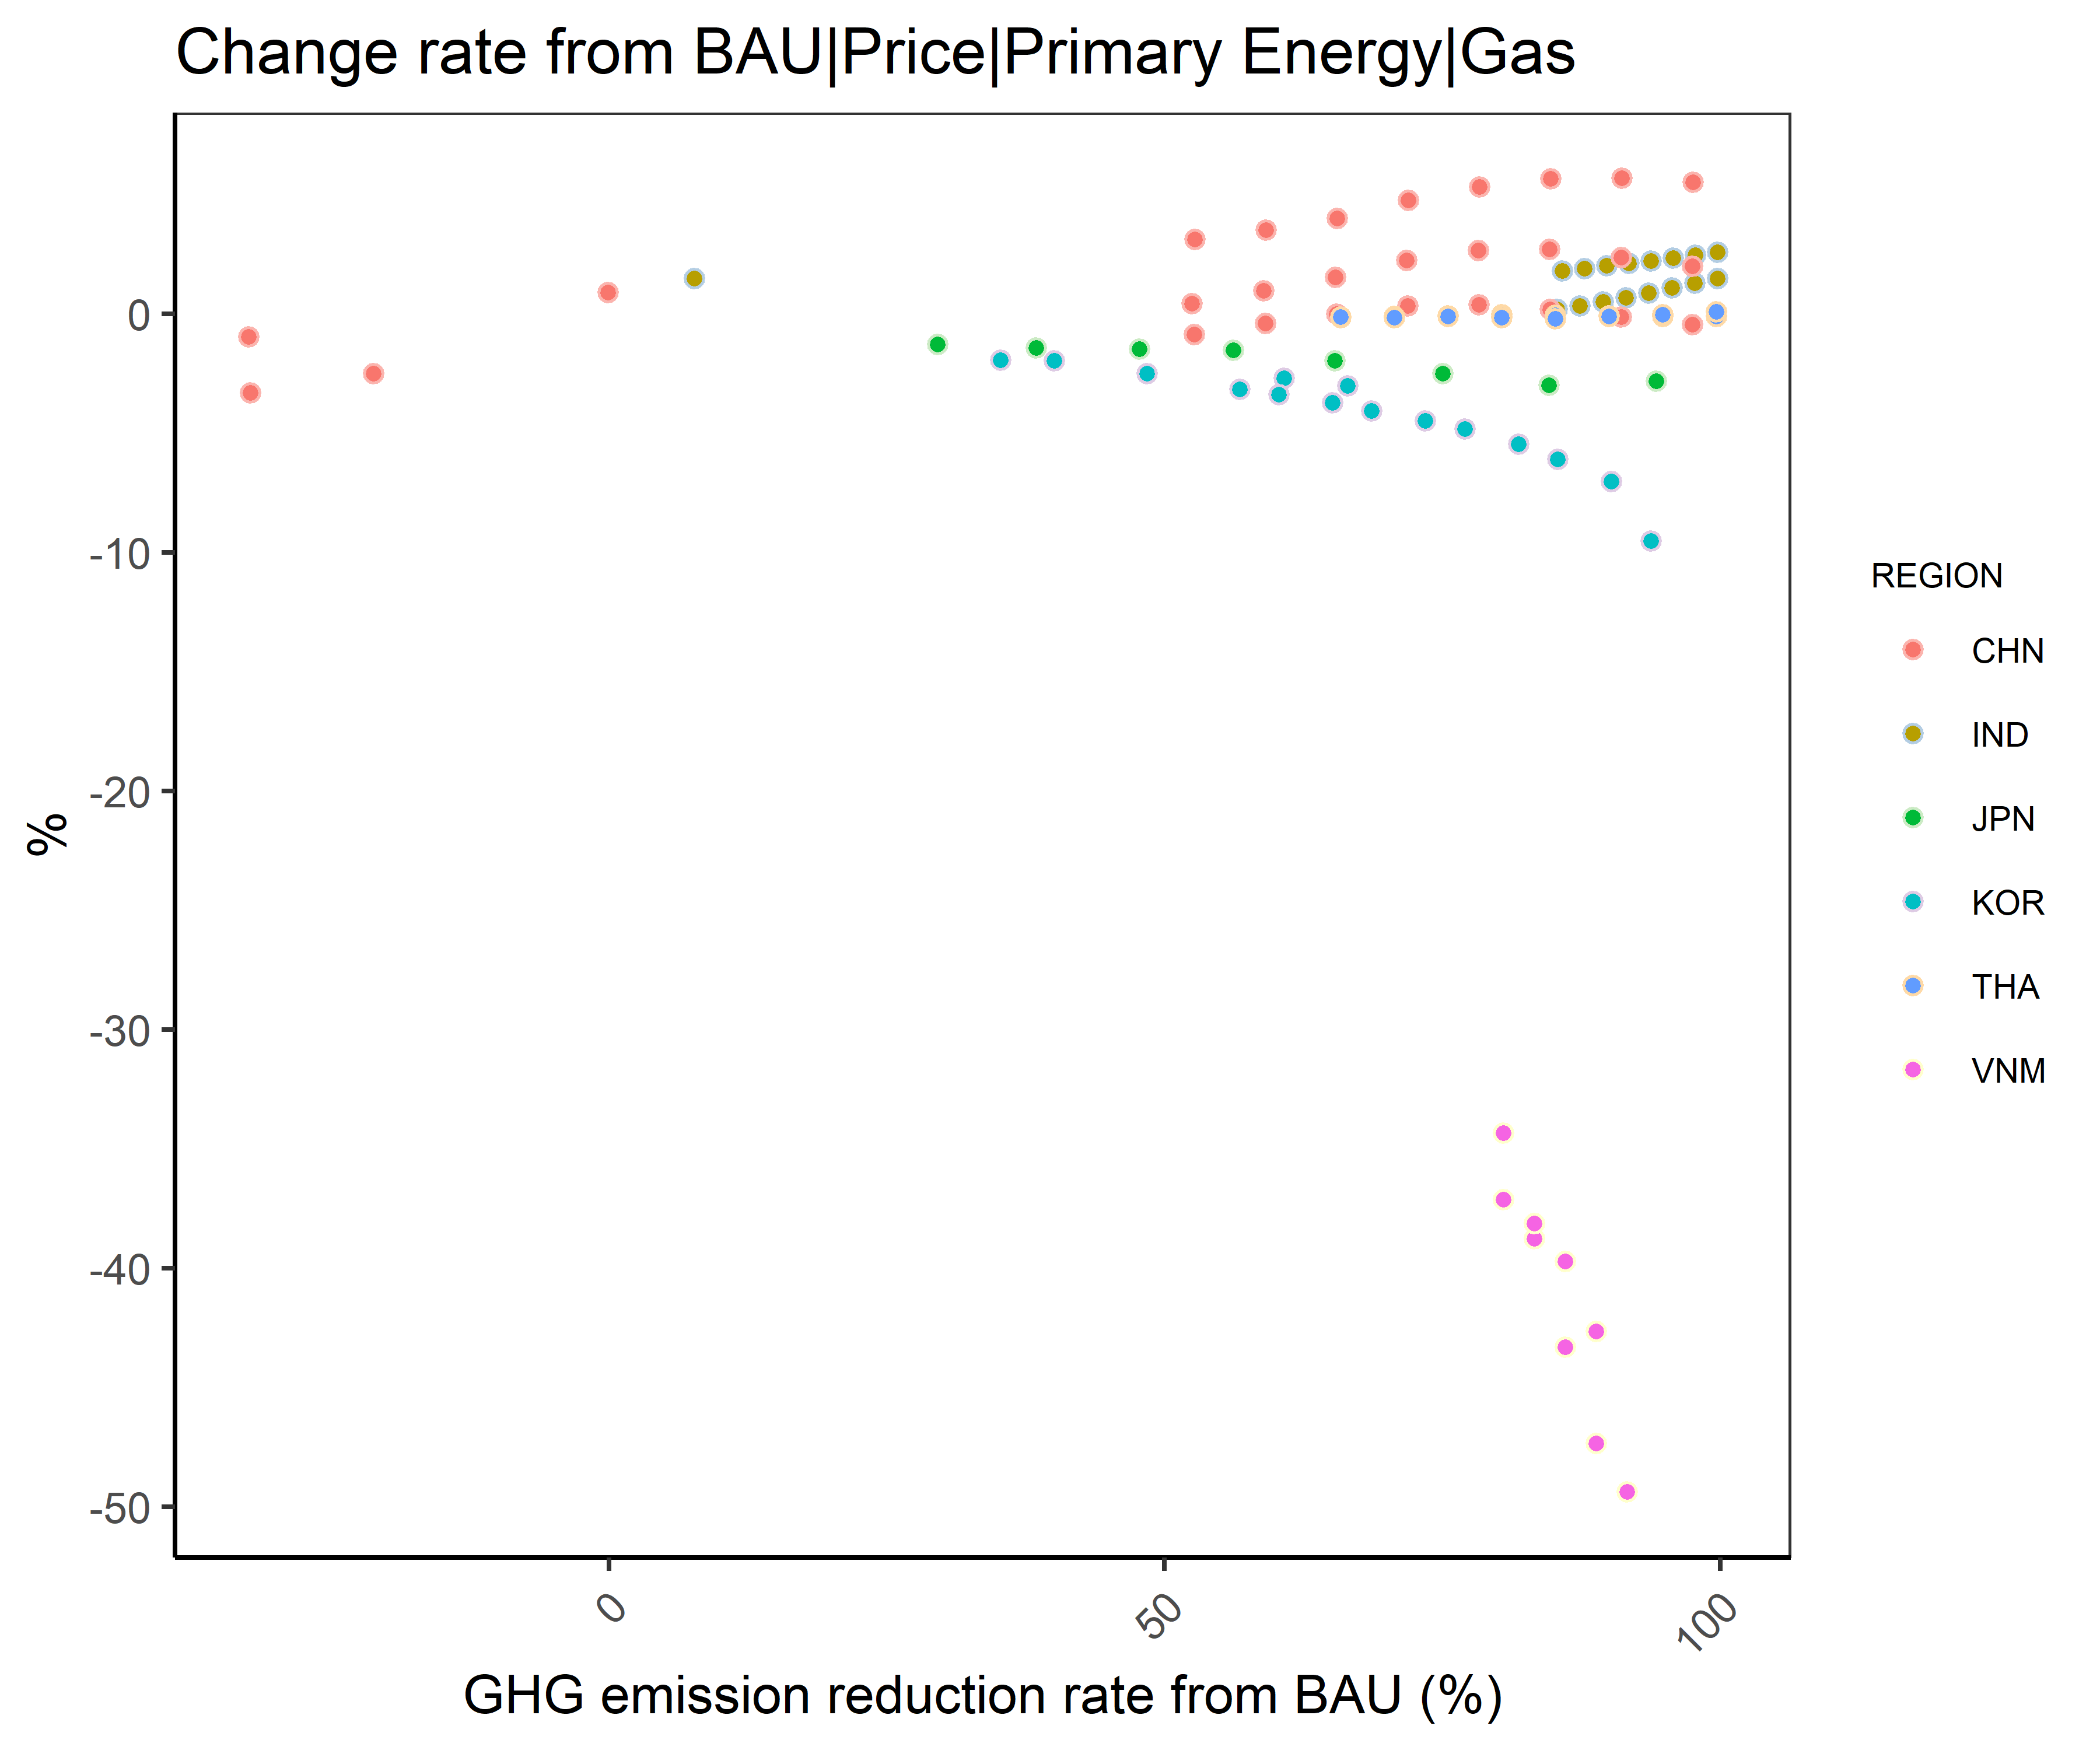 Change rate from BAU|Price|Primary Energy|Gas
0
-10
-20
-30
-40
-50
%
0
50
100
GHG emission reduction rate from BAU (%)
REGION
CHN
IND
JPN
KOR
THA
VNM